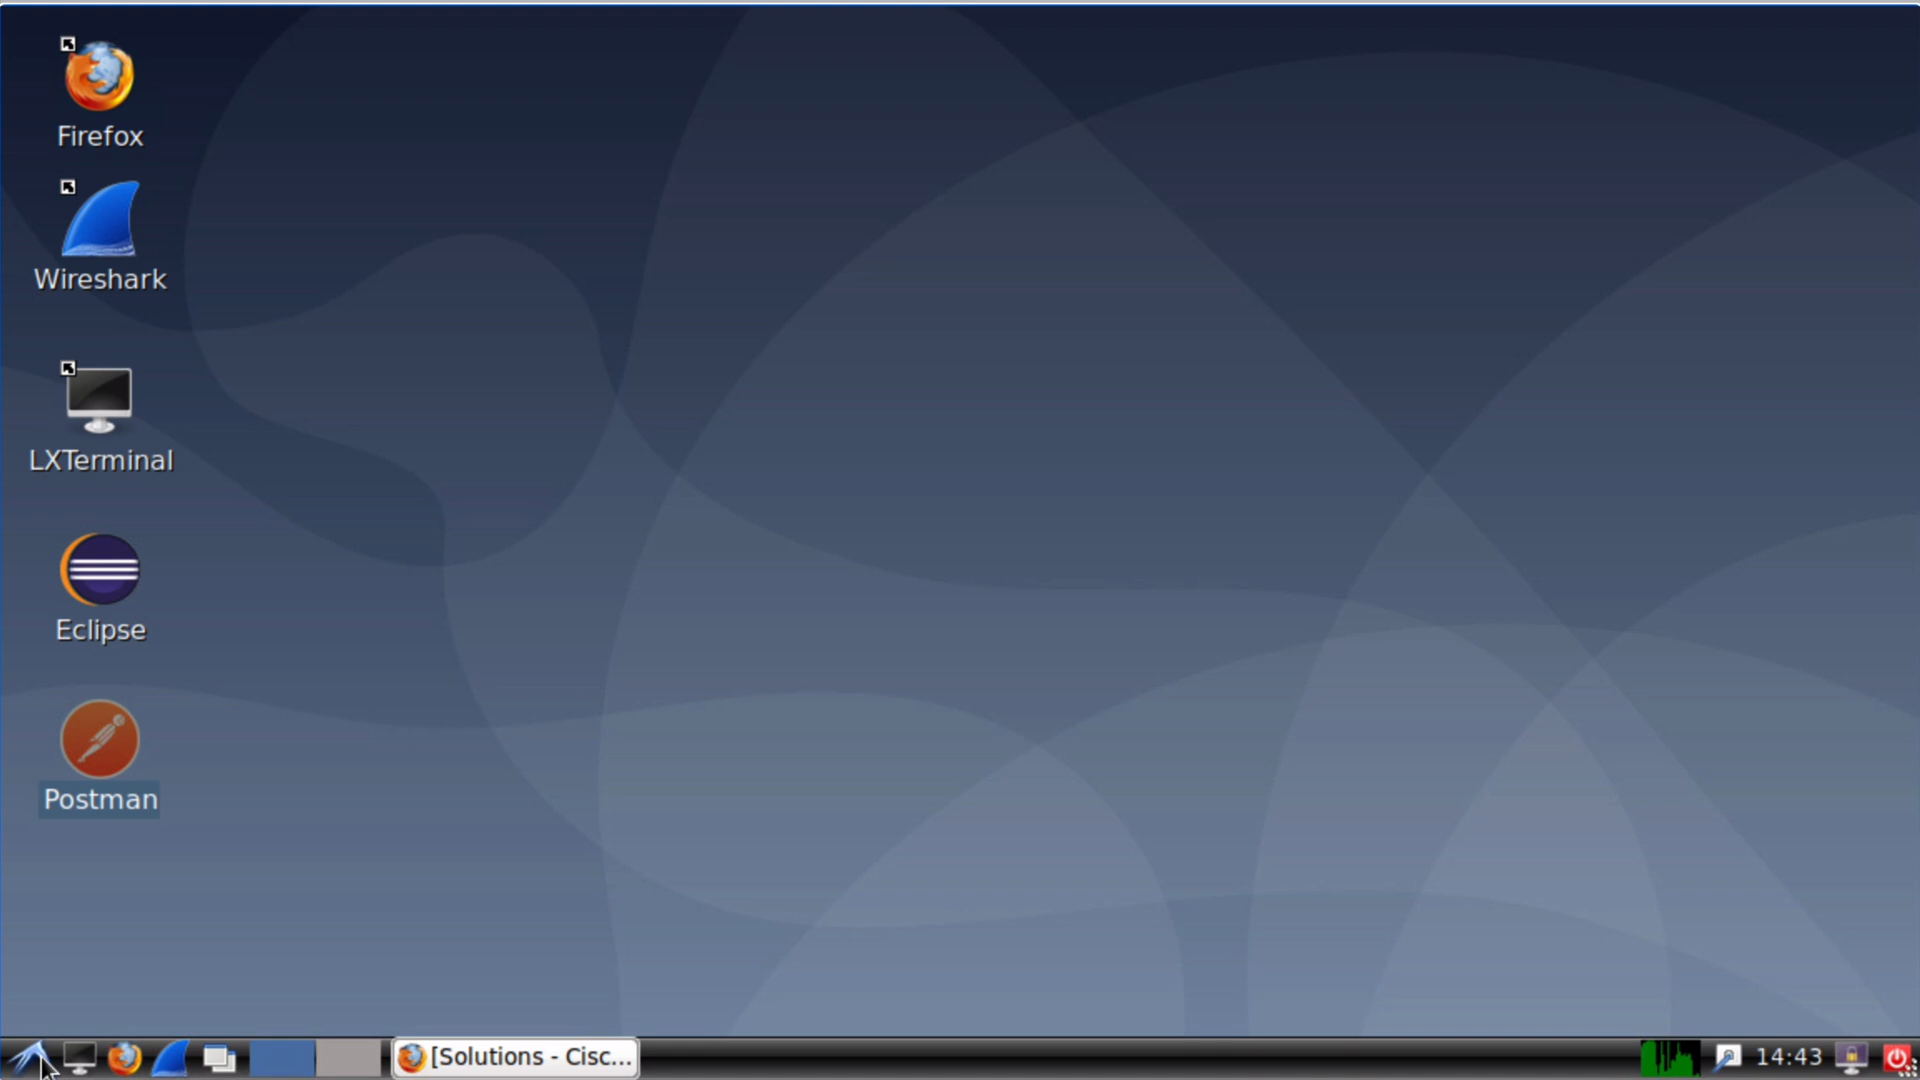 Firefox
Wireshark
LXTerminal
Eclipse
Postman
[Solutions - Cisc...
14:43